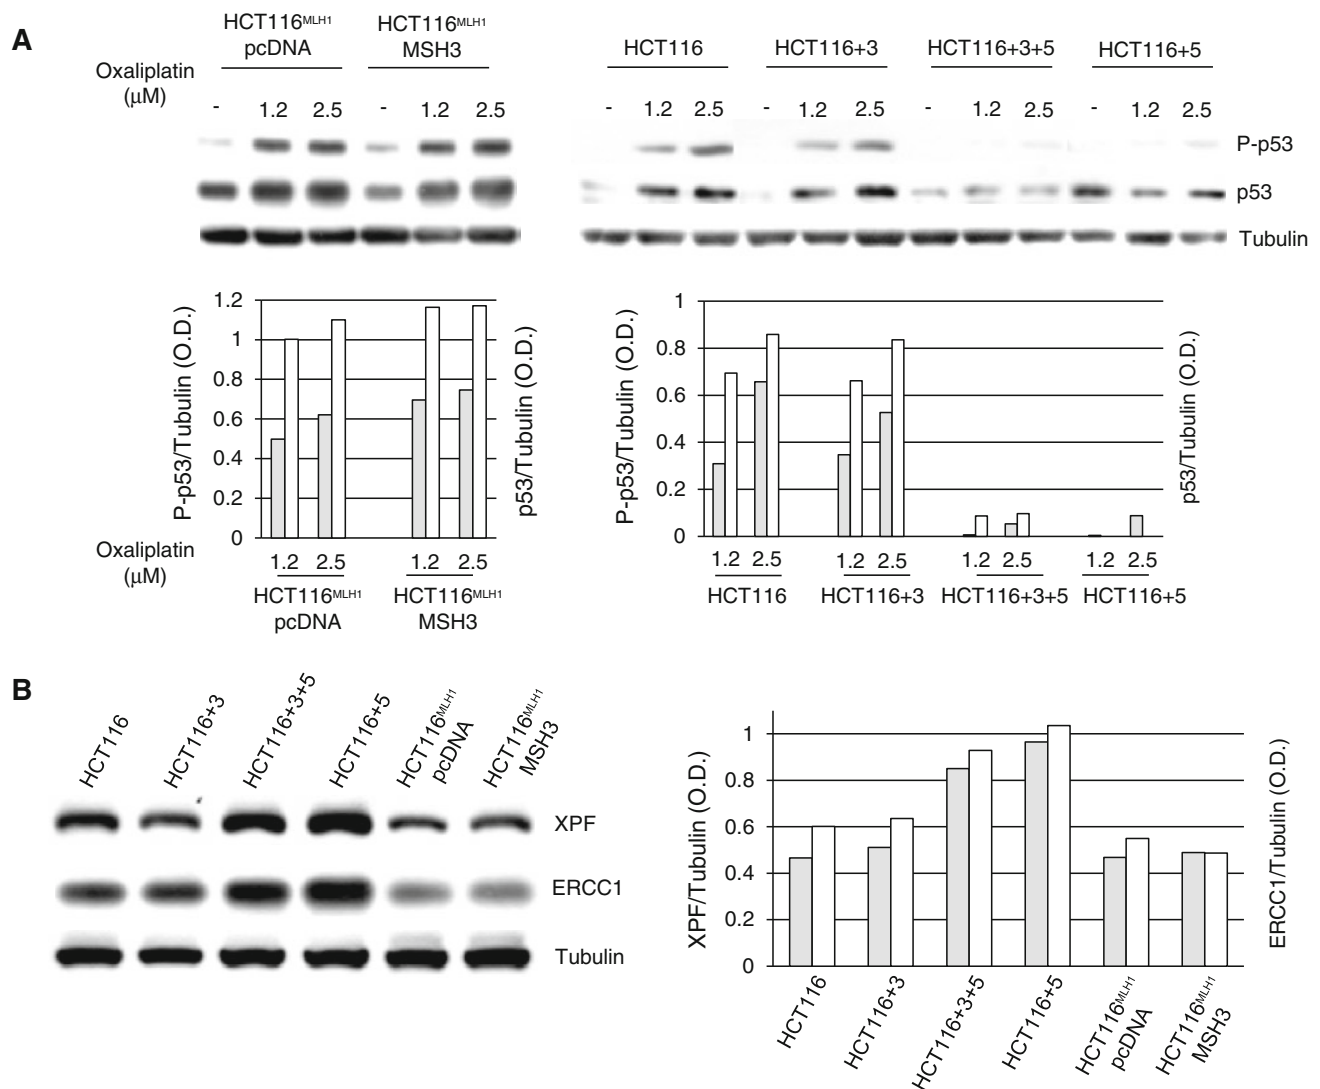 A
HCT116MLH1
pcDNA
HCT116MLH1
MSH3
HCT116
HCT116+3
HCT116+3+5
HCT116+5
Oxaliplatin
(µM)
- 1.2 2.5 - 1.2 2.5
- 1.2 2.5 - 1.2 2.5 - 1.2 2.5 - 1.2 2.5
P-p53
p53
Tubulin
P-p53/Tubulin (O.D.)
1.2
1
0.8
0.6
0.4
0.2
0
p53/Tubulin (O.D.)
Oxaliplatin
(µM)
1.2 2.5 1.2 2.5
HCT116MLH1
pcDNA
HCT116MLH1
MSH3
P-p53/Tubulin (O.D.)
1
0.8
0.6
0.4
0.2
0
p53/Tubulin (O.D.)
1.2 2.5 1.2 2.5 1.2 2.5 1.2 2.5
HCT116 HCT116+3 HCT116+3+5 HCT116+5
B
HCT116
HCT116+3
HCT116+3+5
HCT116+5
HCT116MLH1
pcDNA
HCT116MLH1
MSH3
XPF
ERCC1
Tubulin
XPF/Tubulin (O.D.)
1
0.8
0.6
0.4
0.2
0
ERCC1/Tubulin (O.D.)
HCT116
HCT116+3
HCT116+3+5
HCT116+5
HCT116MLH1
pcDNA
HCT116MLH1
MSH3